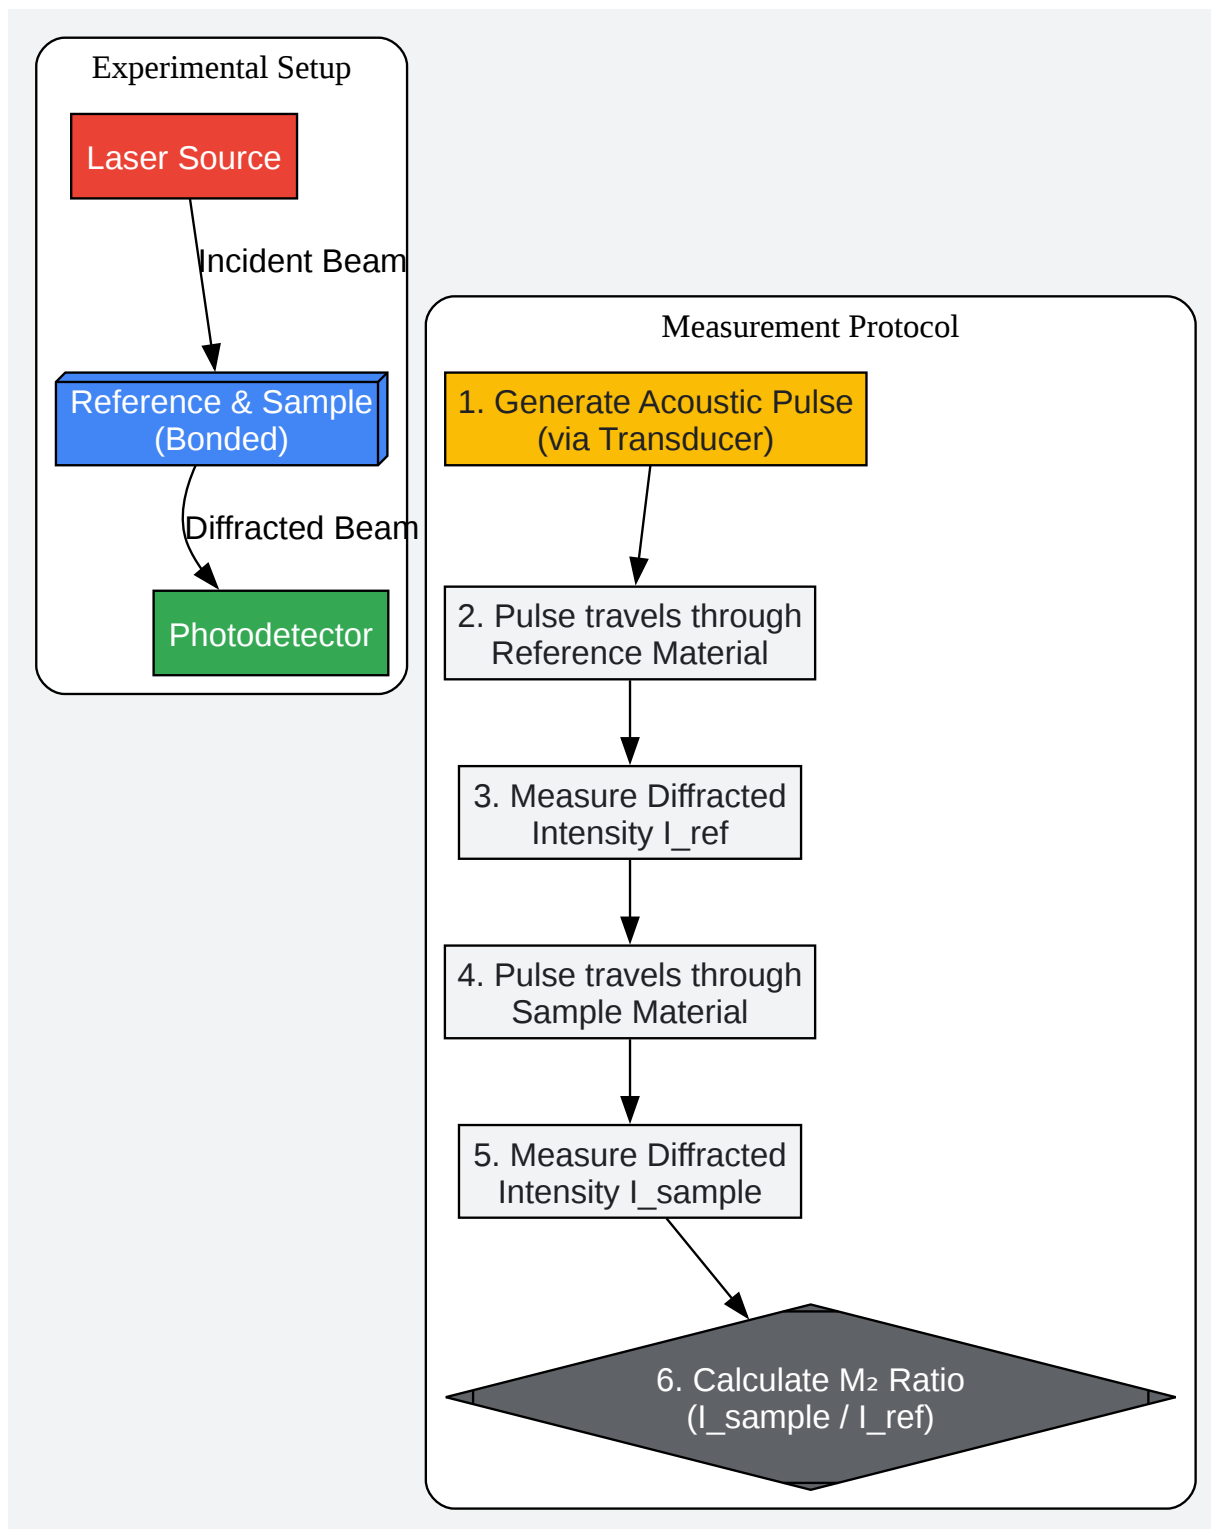 Experimental Setup
Laser Source
Incident Beam
Reference & Sample
(Bonded)
Diffracted Beam
Photodetector
Measurement Protocol
1. Generate Acoustic Pulse
(via Transducer)
2. Pulse travels through
Reference Material
3. Measure Diffracted
Intensity I_ref
4. Pulse travels through
Sample Material
5. Measure Diffracted
Intensity I_sample
6. Calculate M₂ Ratio
(I_sample / I_ref)